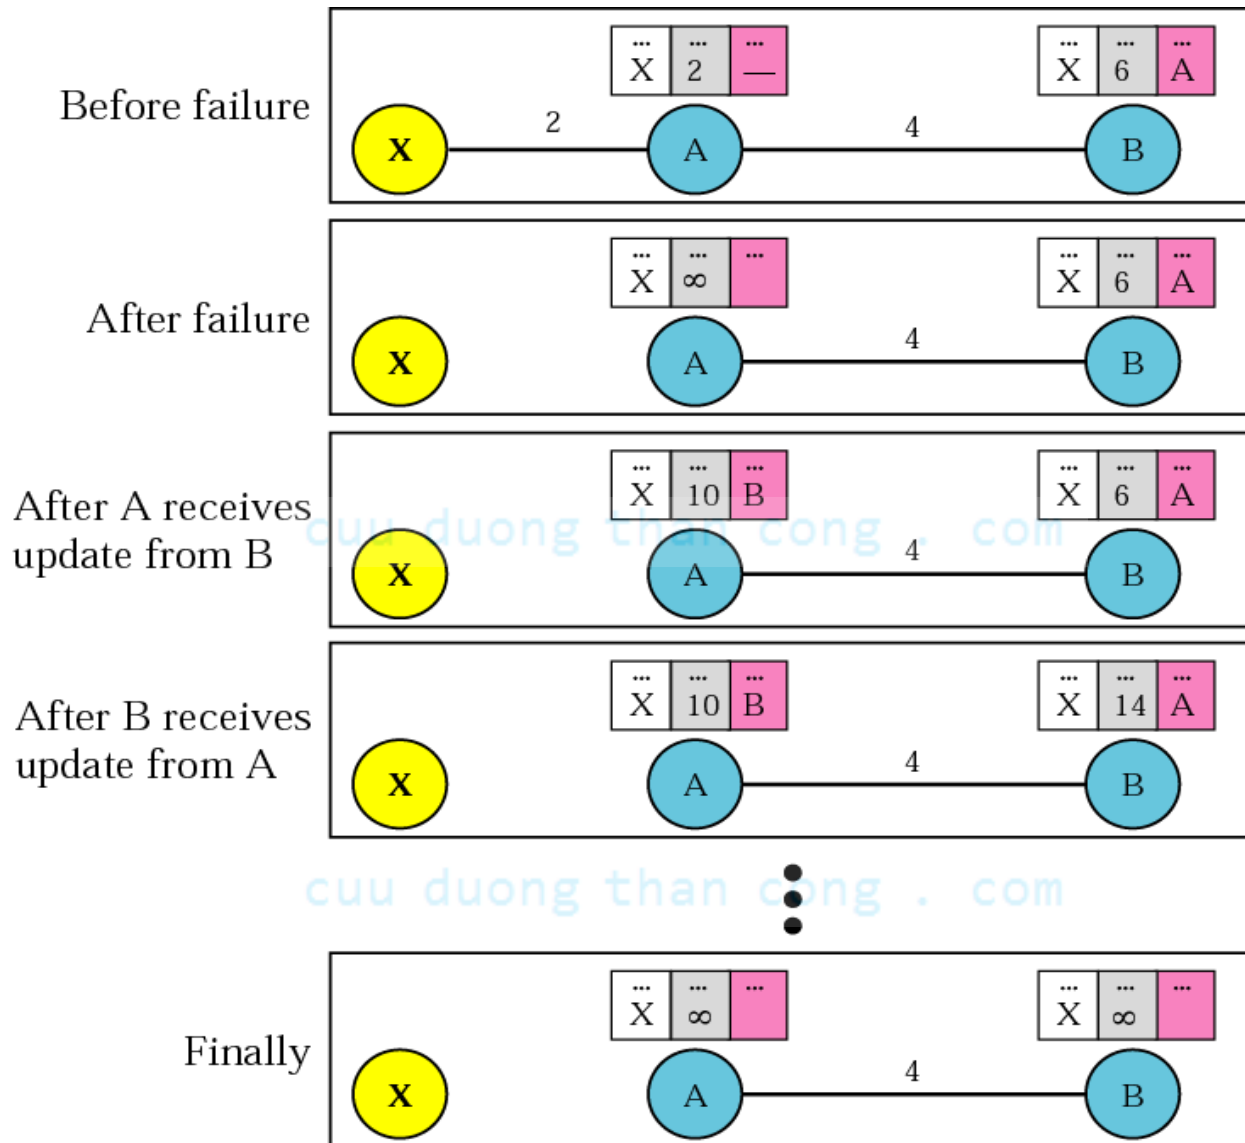 ... ... ... ... ... ...
Before failure X 2 — X 6 A
X 2 A 4 B
... ... ... ... ... ...
After failure X ∞ X 6 A
X A 4 B
... ... ... ... ... ...
After A receives X 10 B X 6 A
update from B X A 4 B
cuu duong than cong . com
... ... ... ... ... ...
After B receives X 10 B X 14 A
update from A X A 4 B
cuu duong than cong . com
... ... ... ... ... ...
Finally X ∞ X ∞
X A 4 B